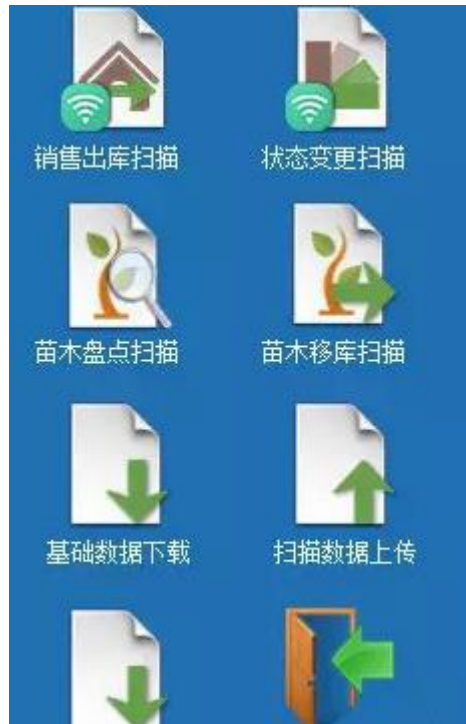 销售出库扫描
状态变更扫描
苗木盘点扫描
苗木移库扫描
基础数据下载
扫描数据上传